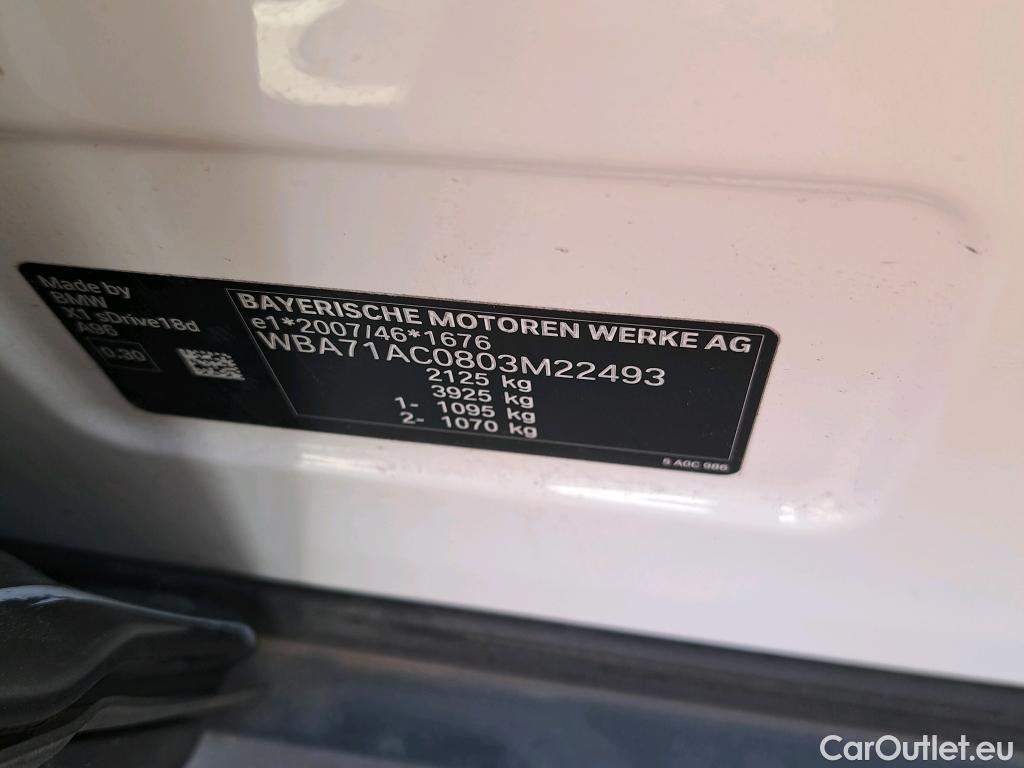 Made by
BMW
X1 sDrive18d
A96
0.30
BAYERISCHE MOTOREN WERKE AG
e1*2007/46*1676
WBA71AC0803M22493
2125 kg
3925 kg
1- 1095 kg
2- 1070 kg
5 A0C 986
CarOutlet.eu